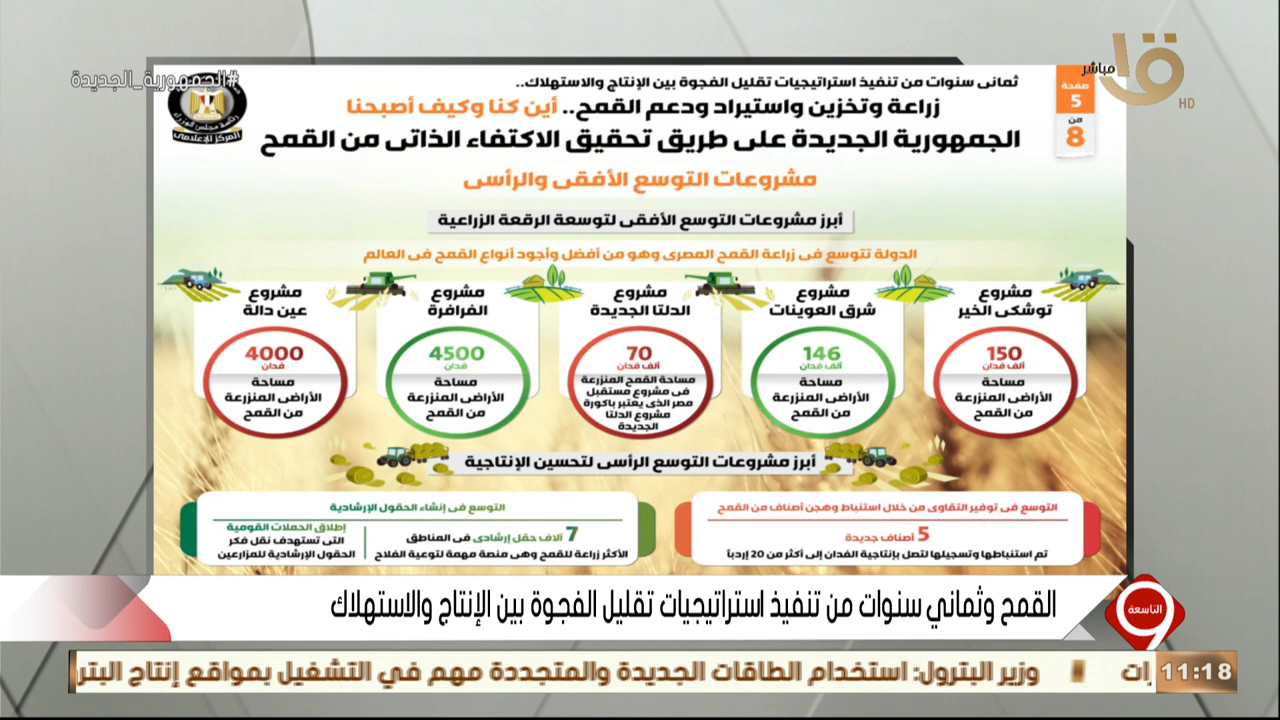 #الجمهورية_الجديدة
مباشر
HD
صفحة
5
من
8
ثمانى سنوات من تنفيذ استراتيجيات تقليل الفجوة بين الإنتاج والاستهلاك..
زراعة وتخزين واستيراد ودعم القمح.. أين كنا وكيف أصبحنا
الجمهورية الجديدة على طريق تحقيق الاكتفاء الذاتى من القمح
رئاسة مجلس الوزراء
المركز الإعلامى
مشروعات التوسع الأفقى والرأسى
أبرز مشروعات التوسع الأفقى لتوسعة الرقعة الزراعية
الدولة تتوسع فى زراعة القمح المصرى وهو من أفضل وأجود أنواع القمح فى العالم
مشروع
توشكى الخير
150
ألف فدان
مساحة
الأراضى المنزرعة
من القمح
مشروع
شرق العوينات
146
ألف فدان
مساحة
الأراضى المنزرعة
من القمح
مشروع
الدلتا الجديدة
70
ألف فدان
مساحة القمح المنزرعة
فى مشروع مستقبل
مصر الذى يعتبر باكورة
مشروع الدلتا
الجديدة
مشروع
الفرافرة
4500
فدان
مساحة
الأراضى المنزرعة
من القمح
مشروع
عين دالة
4000
فدان
مساحة
الأراضى المنزرعة
من القمح
أبرز مشروعات التوسع الرأسى لتحسين الإنتاجية
التوسع فى توفير التقاوى من خلال استنباط وهجن أصناف من القمح
5 أصناف جديدة
تم استنباطها وتسجيلها لتصل بإنتاجية الفدان إلى أكثر من 20 إردباً
التوسع فى إنشاء الحقول الإرشادية
7 آلاف حقل إرشادى فى المناطق
الأكثر زراعة للقمح وهى منصة مهمة لتوعية الفلاح
إطلاق الحملات القومية
التى تستهدف نقل فكر
الحقول الإرشادية للمزارعين
التاسعة
القمح وثماني سنوات من تنفيذ استراتيجيات تقليل الفجوة بين الإنتاج والاستهلاك
11:18
وزير البترول: استخدام الطاقات الجديدة والمتجددة مهم في التشغيل بمواقع إنتاج